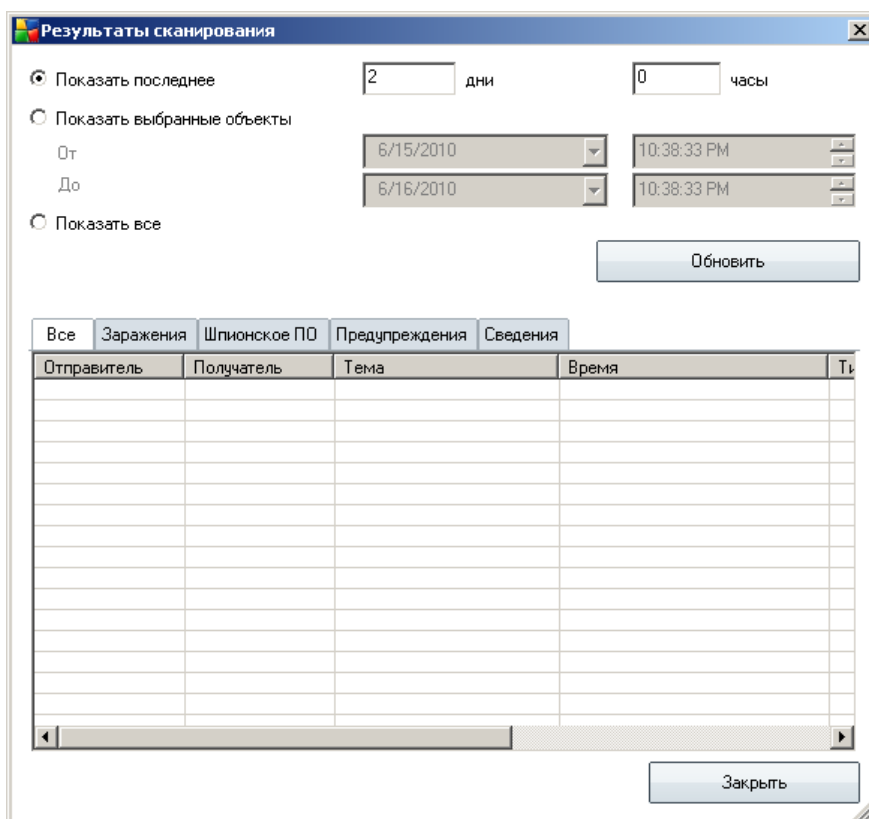 Результаты сканирования
Показать последнее 2 дни 0 часы
Показать выбранные объекты
От 6/15/2010 10:38:33 PM
До 6/16/2010 10:38:33 PM
Показать все
Обновить
Все Заражения Шпионское ПО Предупреждения Сведения
Отправитель Получатель Тема Время
Закрыть